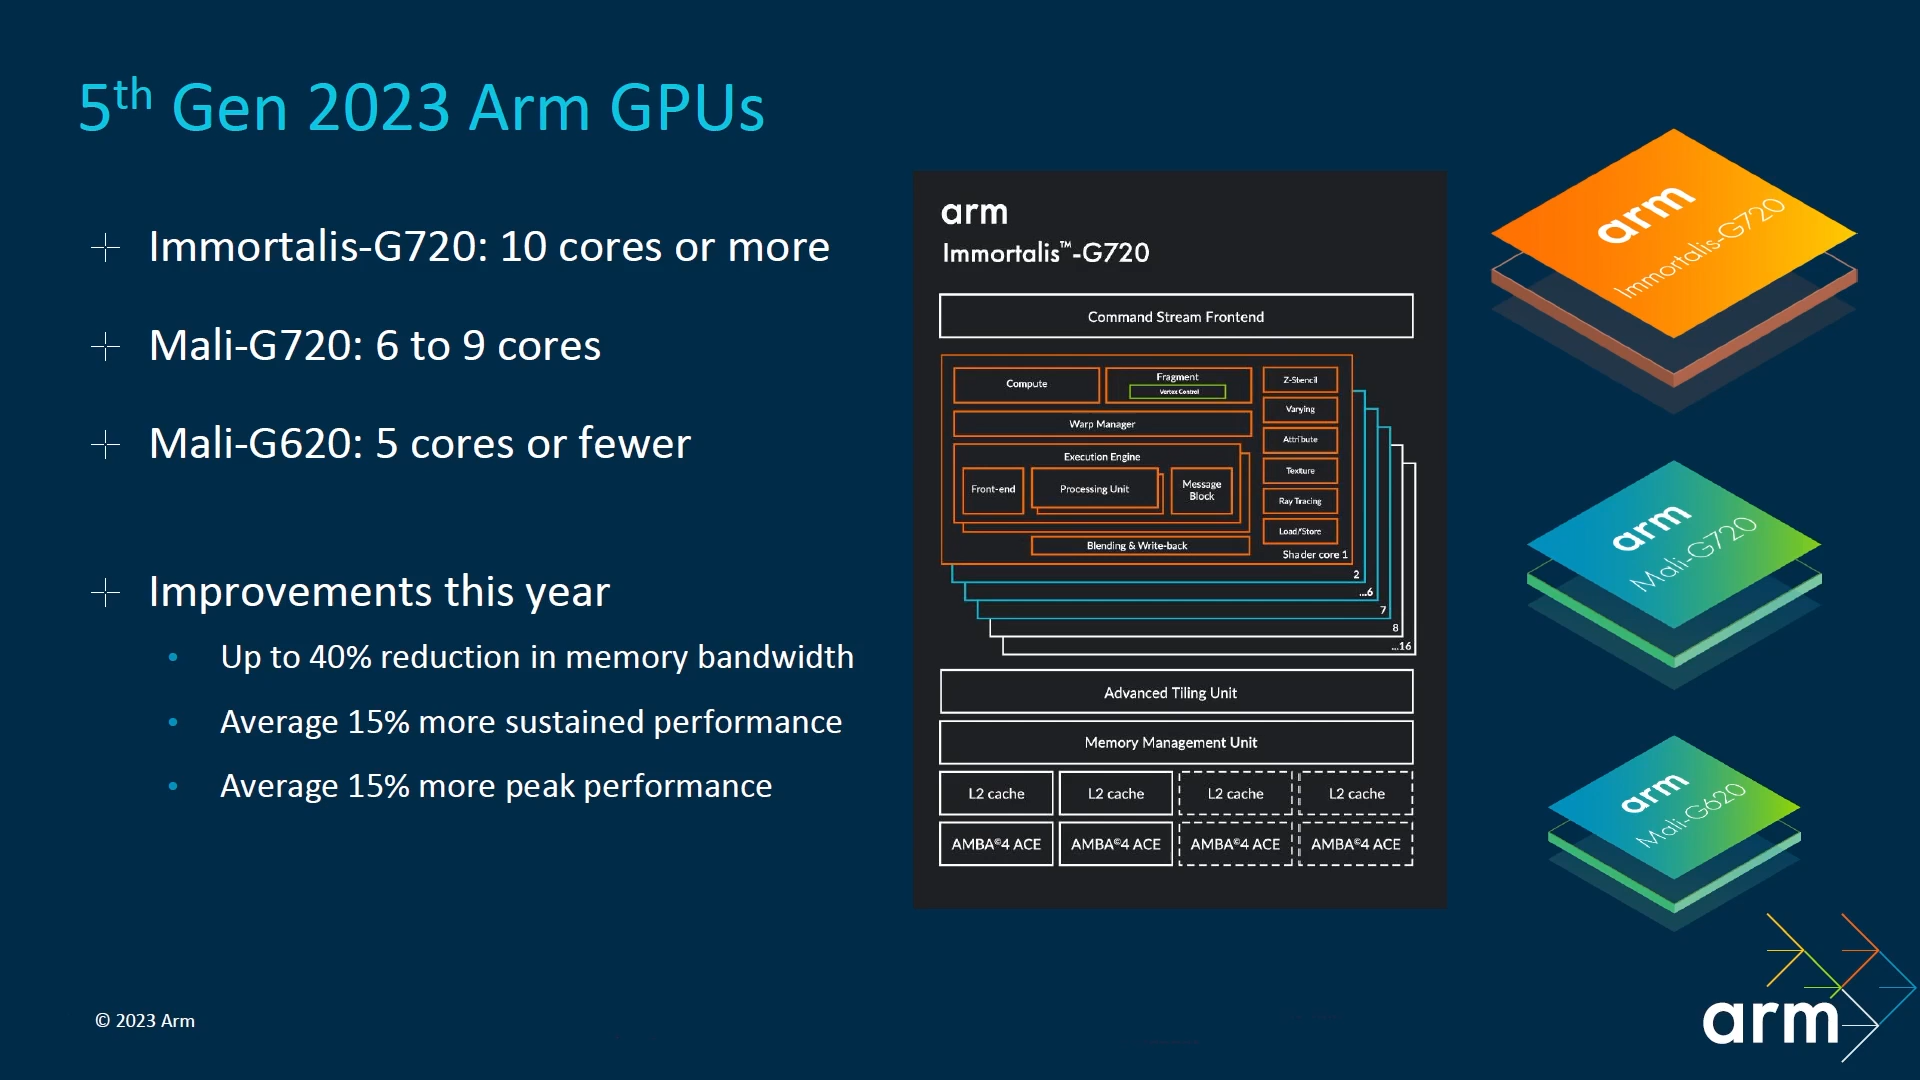 5th Gen 2023 Arm GPUs
Immortalis-G720: 10 cores or more
Mali-G720: 6 to 9 cores
Mali-G620: 5 cores or fewer
Improvements this year
Up to 40% reduction in memory bandwidth
Average 15% more sustained performance
Average 15% more peak performance
arm
Immortalis™-G720
Command Stream Frontend
Compute
Fragment
Vertex Control
Warp Manager
Execution Engine
Front-end
Processing Unit
Message
Block
Blending & Write-back
Z-Stencil
Varying
Attribute
Texture
Ray Tracing
Load/Store
Shader core 1
2
...6
7
8
...16
Advanced Tiling Unit
Memory Management Unit
L2 cache L2 cache L2 cache L2 cache
AMBA®4 ACE AMBA®4 ACE AMBA®4 ACE AMBA®4 ACE
arm
Immortalis-G720
arm
Mali-G720
arm
Mali-G620
© 2023 Arm
arm